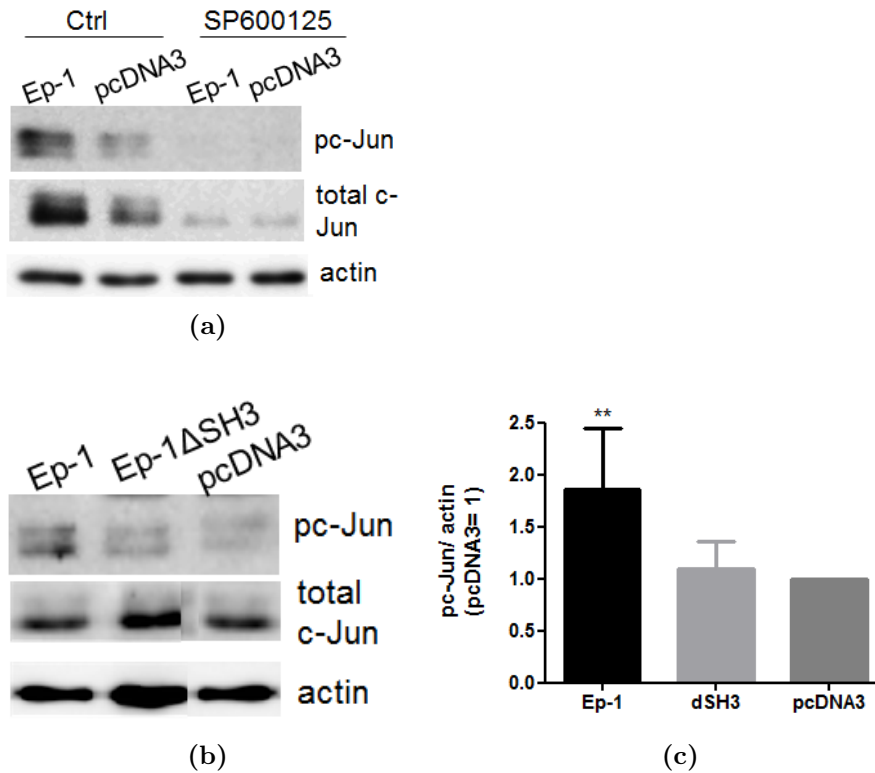 Ctrl SP600125
Ep-1 pcDNA3 Ep-1 pcDNA3
pc-Jun
total c-
Jun
actin
(a)
Ep-1 Ep-1ΔSH3 pcDNA3
pc-Jun
total
c-Jun
actin
(b)
pc-Jun/ actin
(pcDNA3= 1)
2.5
2.0
1.5
1.0
0.5
0.0
**
Ep-1 dSH3 pcDNA3
(c)